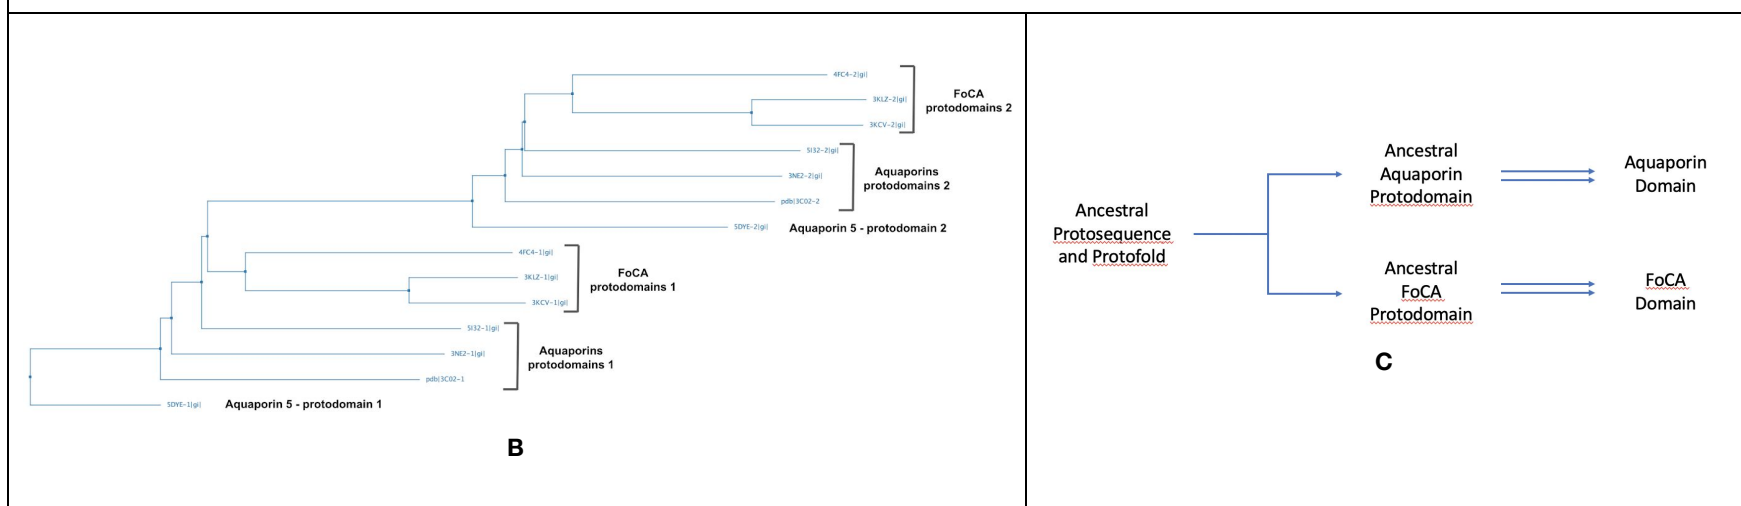 4FC4-2|gi|
3KLZ-2|gi|
3KCV-2|gi|
FoCA
protodomains 2
5I32-2|gi|
3NE2-2|gi|
pdb|3C02-2
Aquaporins
protodomains 2
5DYE-2|gi|
Aquaporin 5 - protodomain 2
4FC4-1|gi|
3KLZ-1|gi|
3KCV-1|gi|
FoCA
protodomains 1
5I32-1|gi|
3NE2-1|gi|
pdb|3C02-1
Aquaporins
protodomains 1
5DYE-1|gi|
Aquaporin 5 - protodomain 1
B
Ancestral
Protosequence
and Protofold
Ancestral
Aquaporin
Protodomain
Aquaporin
Domain
Ancestral
FoCA
Protodomain
FoCA
Domain
C